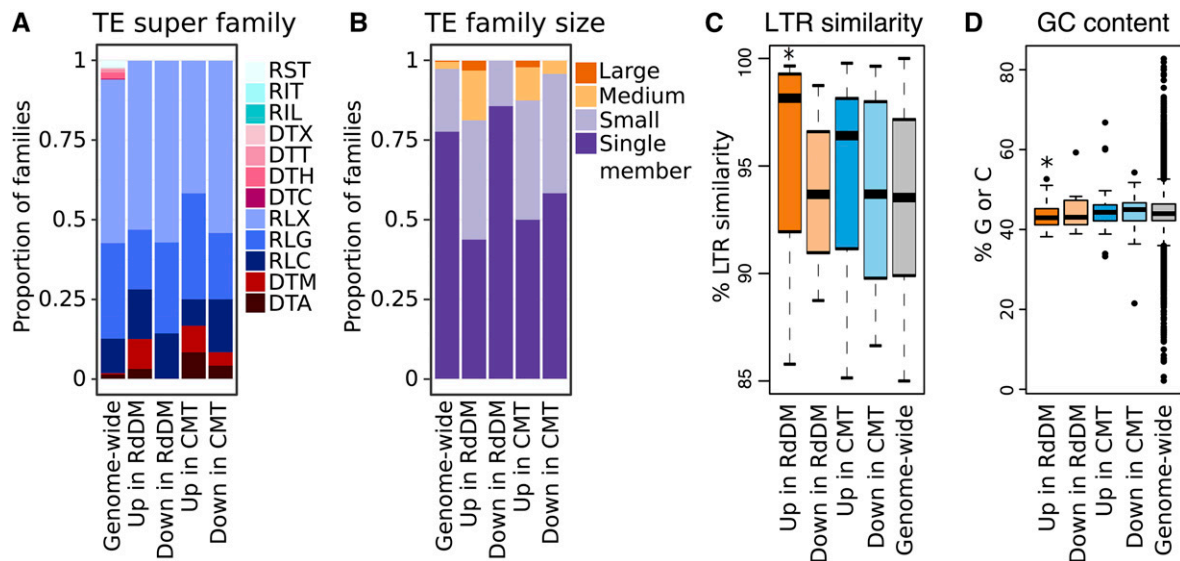 A TE super family
1
0.75
0.5
0.25
0
Proportion of families
RST
RIT
RIL
DTX
DTT
DTH
DTC
RLX
RLG
RLC
DTM
DTA
Genome-wide
Up in RdDM
Down in RdDM
Up in CMT
Down in CMT
B TE family size
1
0.75
0.5
0.25
0
Proportion of families
Large
Medium
Small
Single
member
Genome-wide
Up in RdDM
Down in RdDM
Up in CMT
Down in CMT
C LTR similarity
100
95
90
85
% LTR similarity
*
Up in RdDM
Down in RdDM
Up in CMT
Down in CMT
Genome-wide
D GC content
80
60
40
20
0
% G or C
*
Up in RdDM
Down in RdDM
Up in CMT
Down in CMT
Genome-wide